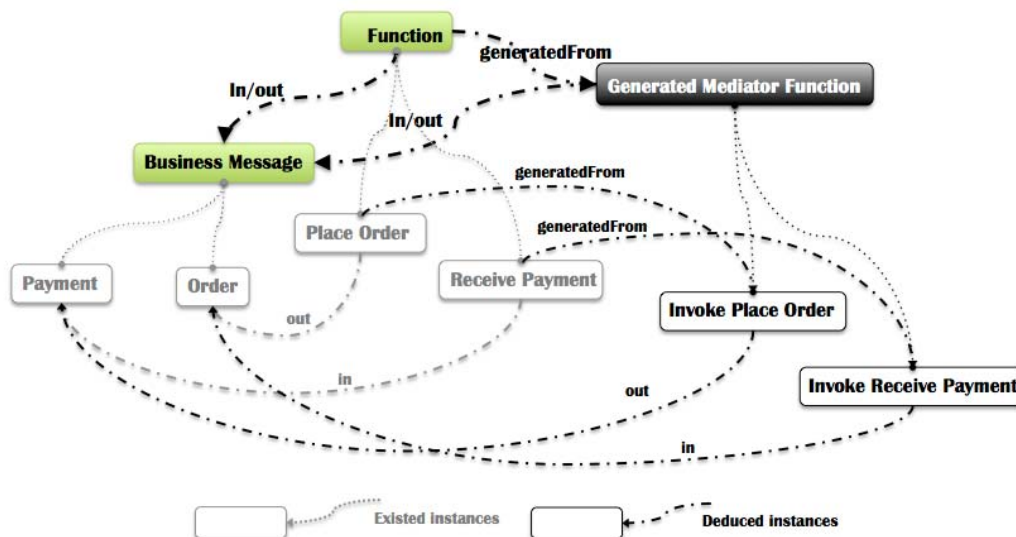 Function
generatedFrom
Generated Mediator Function
In/out
In/out
Business Message
generatedFrom
Place Order
generatedFrom
Payment
Order
Receive Payment
Invoke Place Order
out
in
out
Invoke Receive Payment
in
Existed instances
Deduced instances